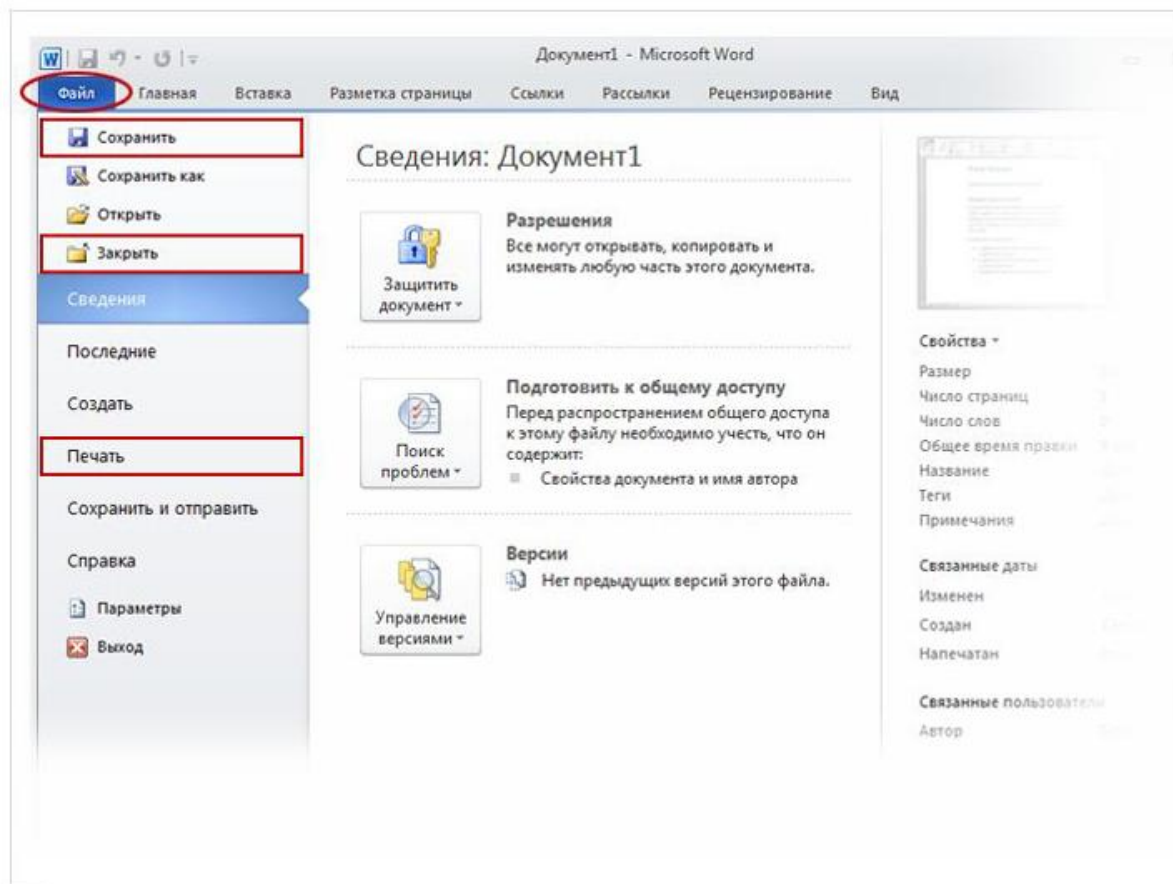 Документ1 - Microsoft Word
Файл Главная Вставка Разметка страницы Ссылки Рассылки Рецензирование Вид
Сохранить
Сохранить как
Открыть
Закрыть
Сведения
Последние
Создать
Печать
Сохранить и отправить
Справка
Параметры
Выход
Сведения: Документ1
Защитить
документ
Разрешения
Все могут открывать, копировать и
изменять любую часть этого документа.
Поиск
проблем
Подготовить к общему доступу
Перед распространением общего доступа
к этому файлу необходимо учесть, что он
содержит:
Свойства документа и имя автора
Управление
версиями
Версии
Нет предыдущих версий этого файла.
Свойства
Размер
Число страниц
Число слов
Общее время правки
Название
Теги
Примечания
Связанные даты
Изменен
Создан
Напечатан
Связанные пользователи
Автор